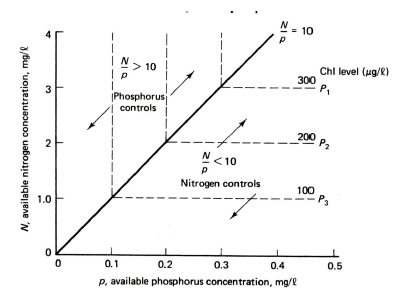 N/p = 10
4
N/p > 10
Chl level (μg/ℓ)
300 P₁
3
Phosphorus
controls
200 P₂
2
N/p < 10
Nitrogen controls
100 P₃
1.0
0
0 0.1 0.2 0.3 0.4 0.5
N, available nitrogen concentration, mg/ℓ
p, available phosphorus concentration, mg/ℓ